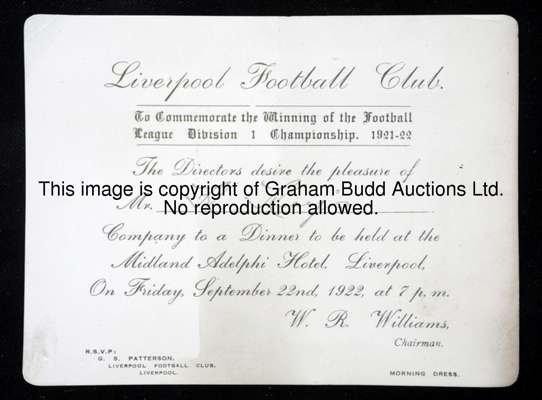 Liverpool Football Club.
To Commemorate the Winning of the Football
League Division 1 Championship. 1921-22
The Directors desire the pleasure of
This image is copyright of Graham Budd Auctions Ltd.
Mr.
No reproduction allowed.
Company to a Dinner to be held at the
Midland Adelphi Hotel, Liverpool,
On Friday, September 22nd, 1922, at 7 p.m.
W. R. Williams,
Chairman.
R.S.V.P:
G. S. PATTERSON.
LIVERPOOL FOOTBALL CLUB,
LIVERPOOL.
MORNING DRESS.